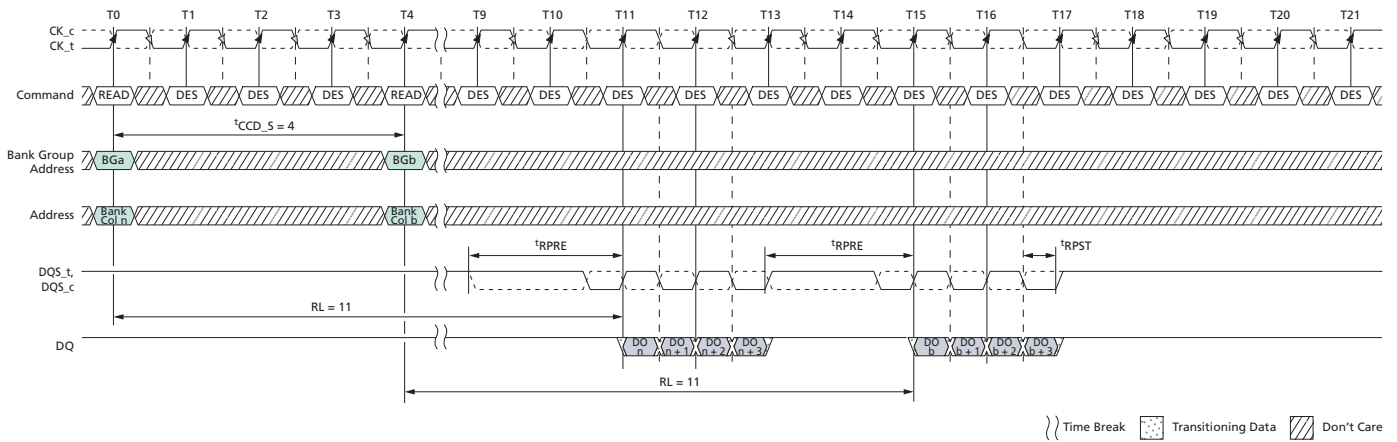 T0 T1 T2 T3 T4 T9 T10 T11 T12 T13 T14 T15 T16 T17 T18 T19 T20 T21
CK_c
CK_t
Command READ DES DES DES READ DES DES DES DES DES DES DES DES DES DES DES DES DES
tCCD_S = 4
Bank Group
Address
BGa BGb
Address
Bank
Col n
Bank
Col b
tRPRE tRPRE tRPST
DQS_t,
DQS_c
RL = 11
DQ
DO
n
DO
n + 1
DO
n + 2
DO
n + 3
DO
b
DO
b + 1
DO
b + 2
DO
b + 3
RL = 11
Time Break Transitioning Data Don't Care